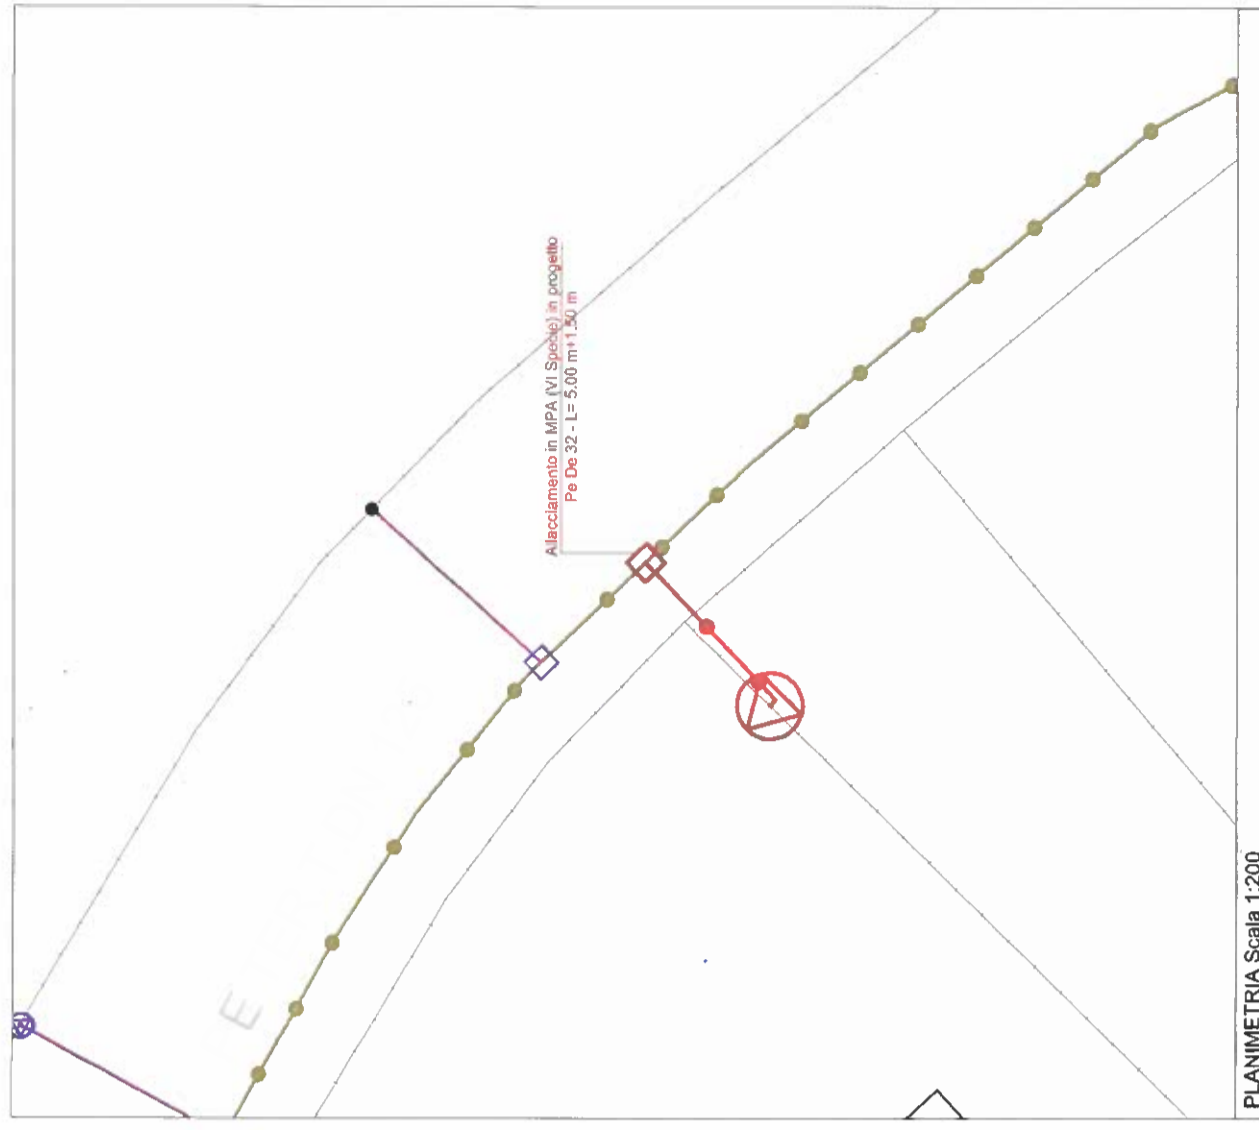 Allacciamento in MPA (VI Specie) in progetto
Pe De 32 - L= 5.00 m+1.50 m
E
PLANIMETRIA Scala 1:200